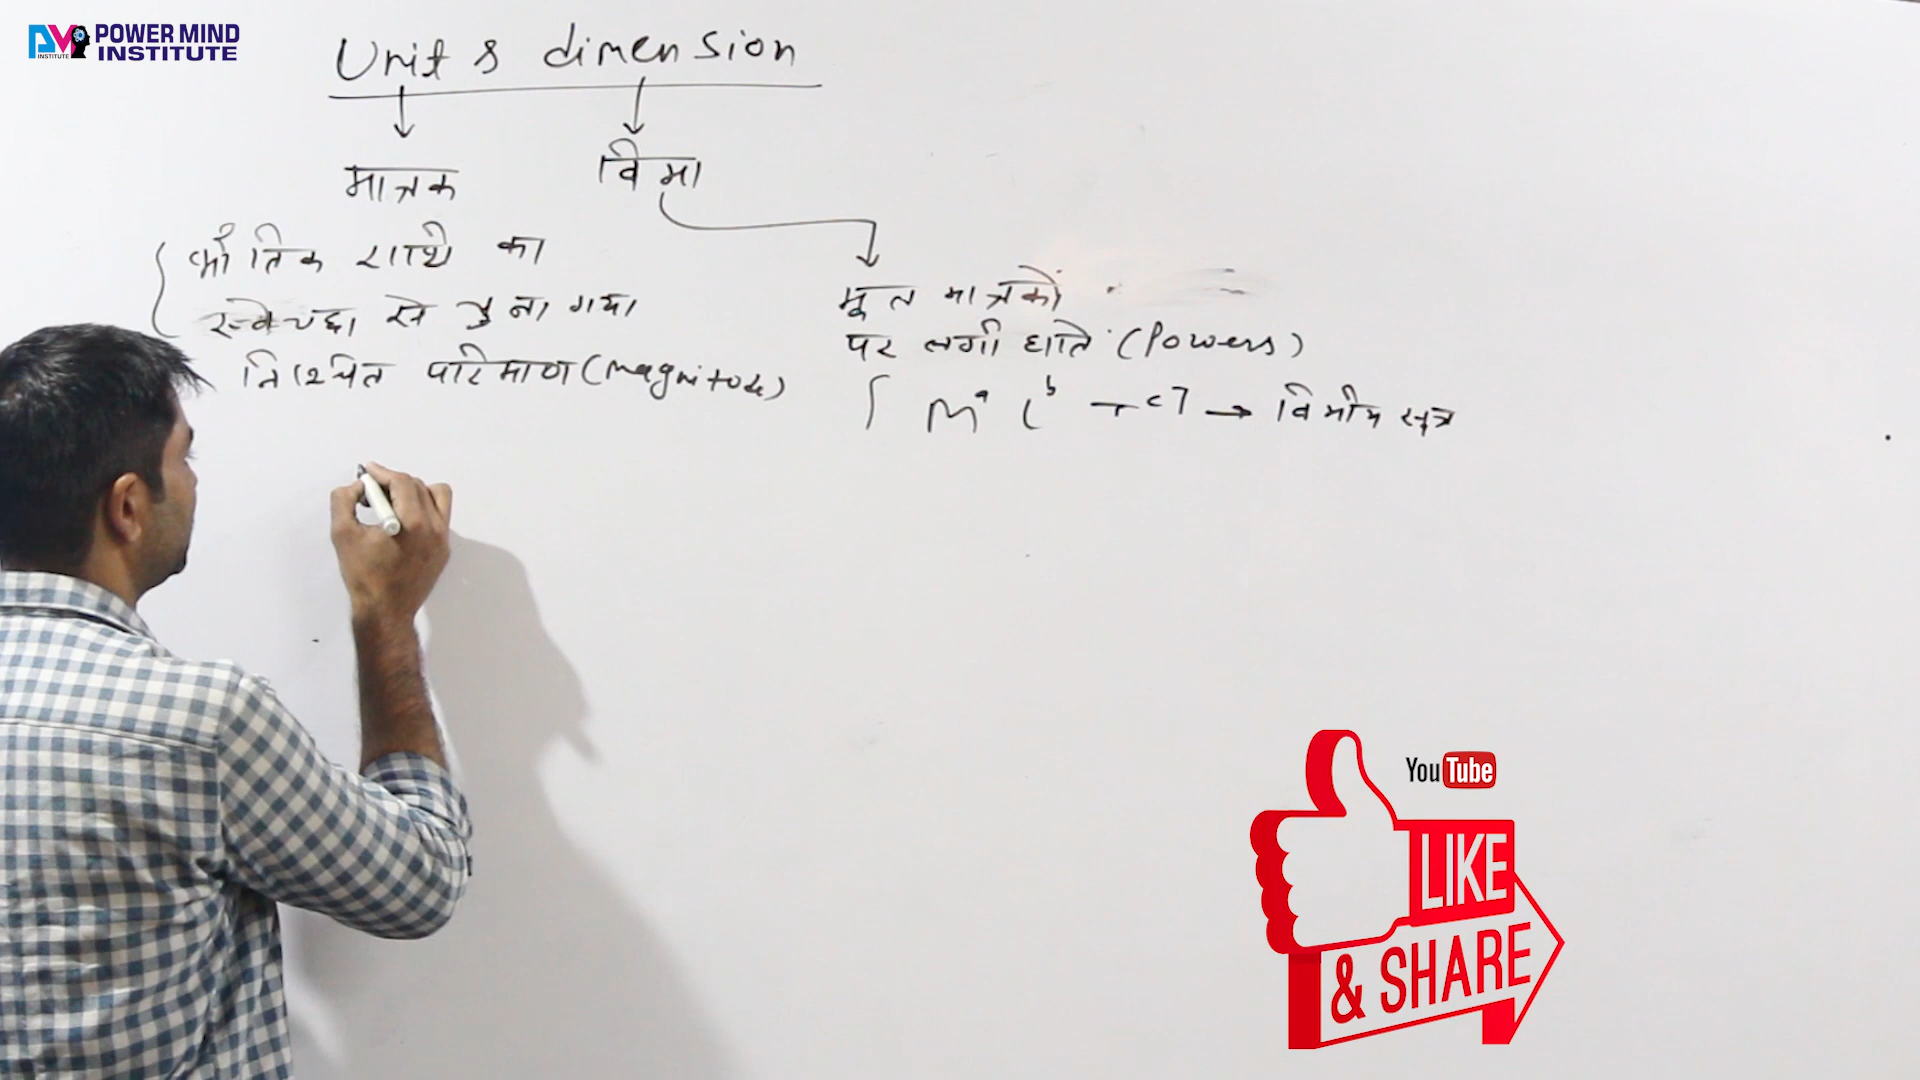 POWER MIND
INSTITUTE
INSTITUTE
Unit & dimension
मात्रक
विमा
भौतिक राशि का
स्वेच्छा से चुना गया
निश्चित परिमाण (magnitude)
मूल मात्रकों
पर लगी घाते (Powers)
[ Mᵃ Lᵇ Tᶜ] → विमीय सूत्र
YouTube
LIKE
& SHARE